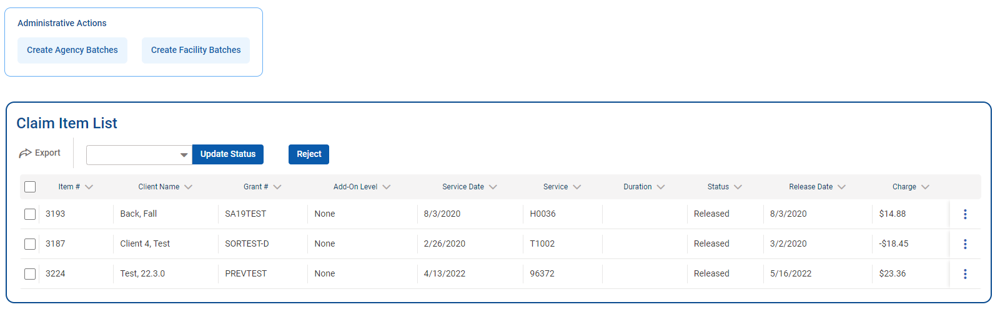 Administrative Actions
Create Agency Batches Create Facility Batches
Claim Item List
Export Update Status Reject
Item # Client Name Grant # Add-On Level Service Date Service Duration Status Release Date Charge
3193 Back, Fall SA19TEST None 8/3/2020 H0036 Released 8/3/2020 $14.88
3187 Client 4, Test SORTEST-D None 2/26/2020 T1002 Released 3/2/2020 -$18.45
3224 Test, 22.3.0 PREVTEST None 4/13/2022 96372 Released 5/16/2022 $23.36